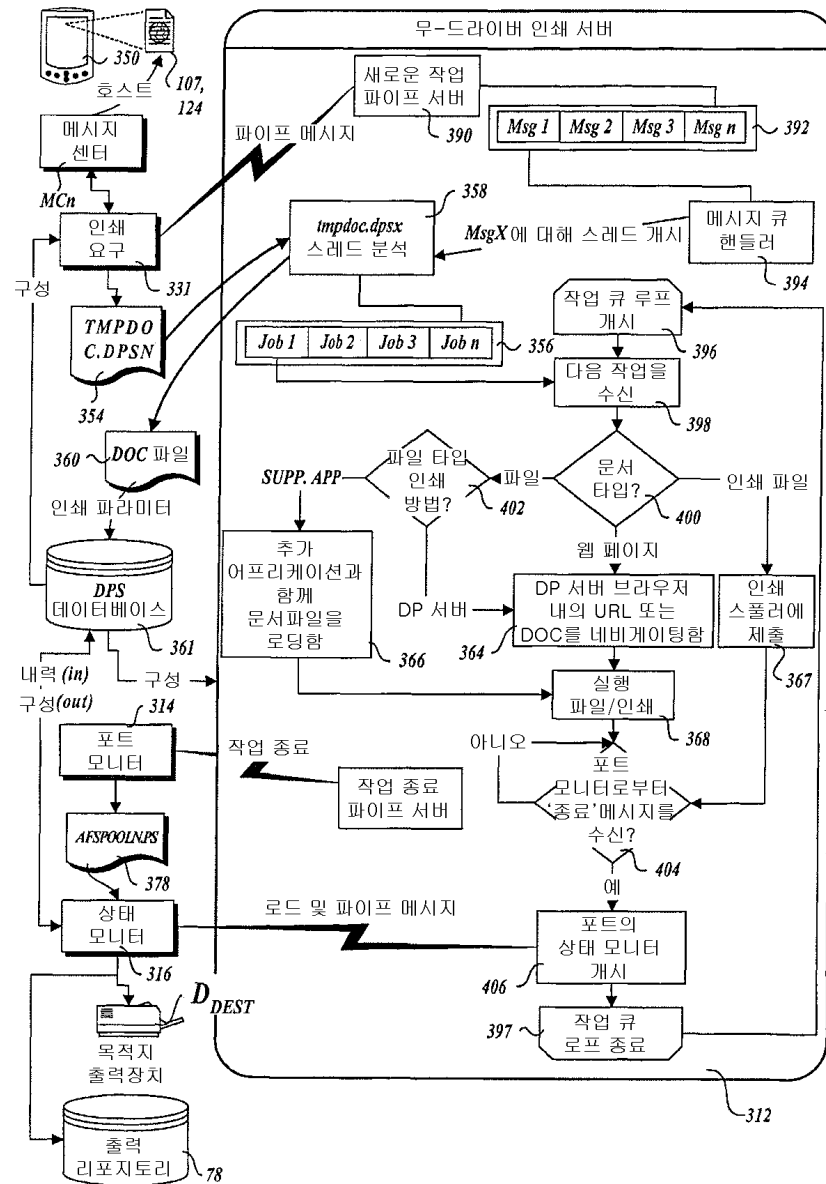 무-드라이버 인쇄 서버
350
107,
124
호스트
메시지
센터
MCn
인쇄
요구
331
구성
TMPDO
C.DPSN
354
360
DOC 파일
인쇄 파라미터
DPS
데이터베이스
361
내력 (in)
구성(out)
구성
314
포트
모니터
AFSPOOLN.PS
378
상태
모니터
316
D DEST
목적지
출력장치
출력
리포지토리
78
파이프 메시지
새로운 작업
파이프 서버
390
Msg 1
Msg 2
Msg 3
Msg n
392
358
tmpdoc.dpsx
스레드 분석
MsgX에 대해 스레드 개시
메시지 큐
핸들러
394
Job 1
Job 2
Job 3
Job n
356
작업 큐 루프
개시
396
다음 작업을
수신
398
문서
타입?
400
파일
파일 타입
인쇄
방법?
402
SUPP. APP
인쇄 파일
웹 페이지
추가
어프리케이션과
함께
문서파일을
로딩함
366
DP 서버
DP 서버 브라우저
내의 URL 또는
DOC를 네비게이팅함
364
인쇄
스풀러에
제출
367
실행
파일/인쇄
368
아니오
포트
모니터로부터
‘종료’메시지를
수신?
404
예
작업 종료
작업 종료
파이프 서버
로드 및 파이프 메시지
포트의
상태 모니터
개시
406
397
작업 큐
로프 종료
312